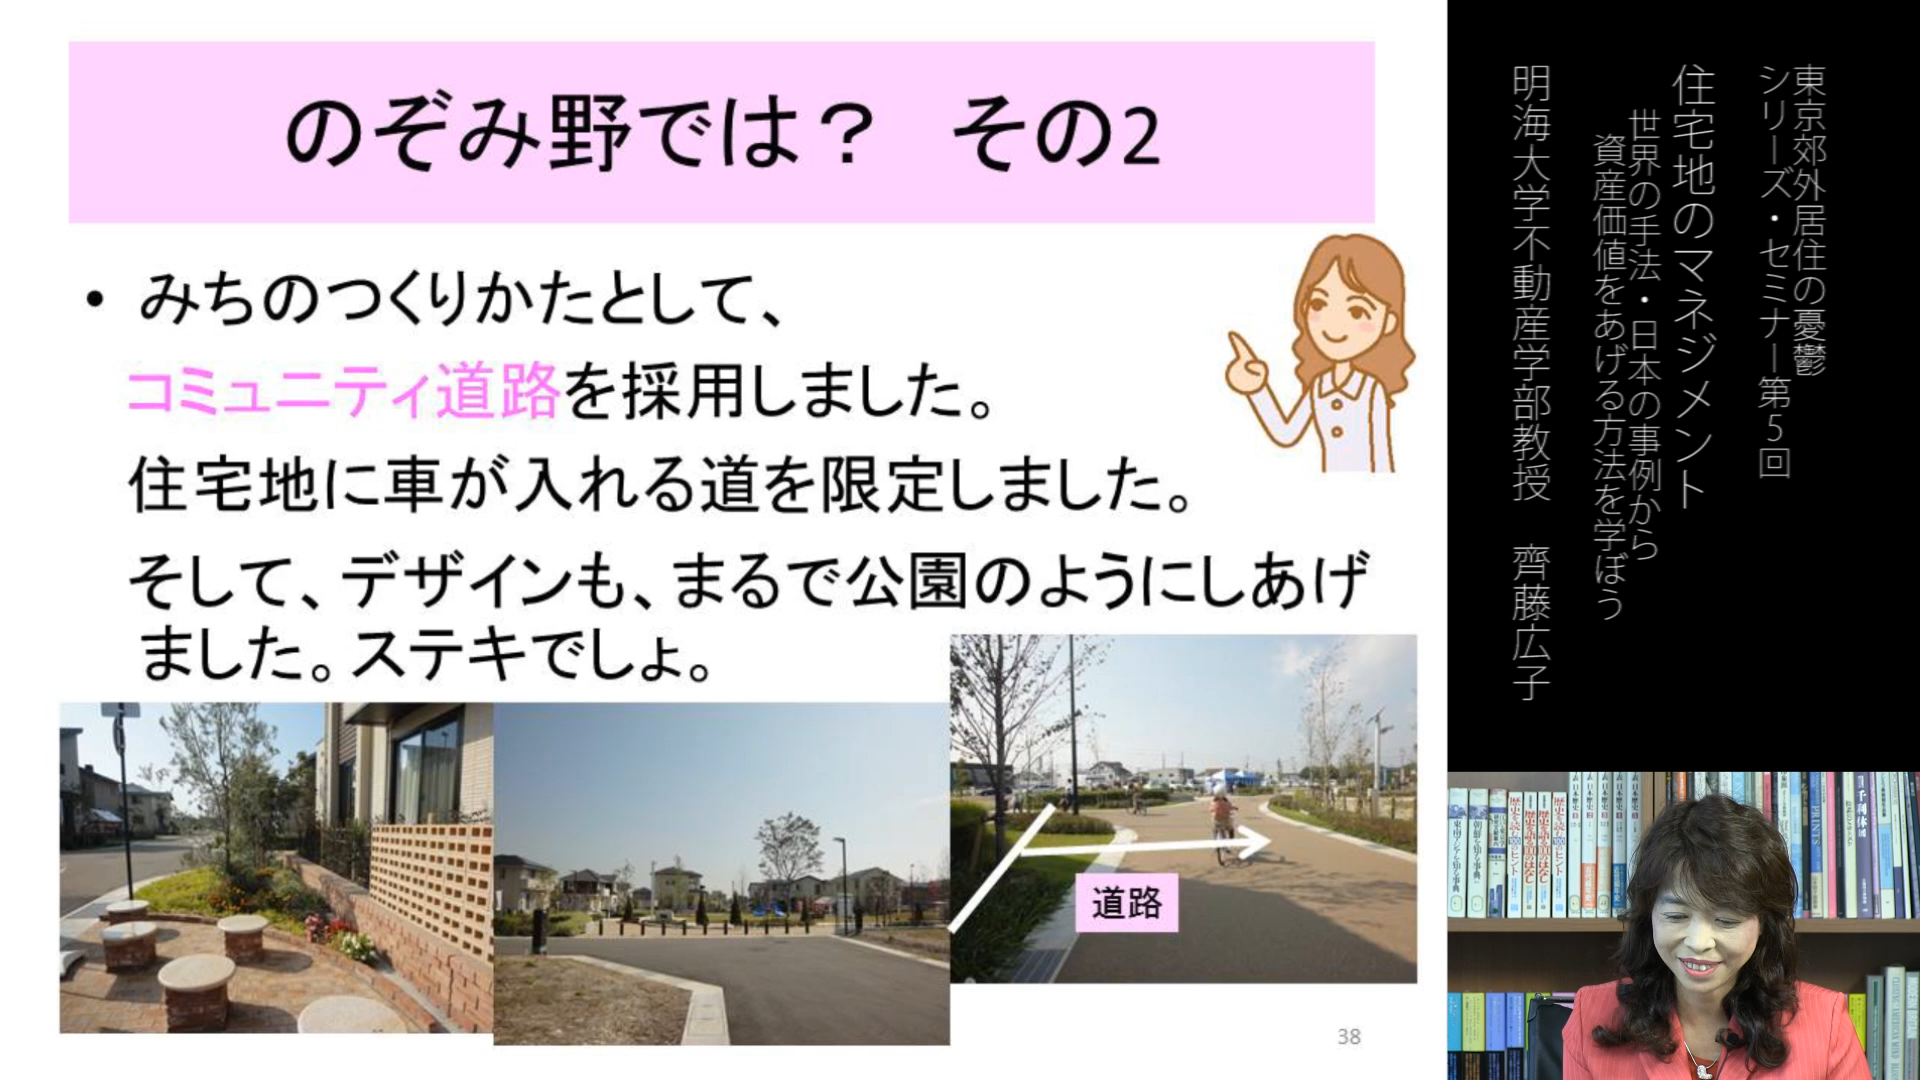 のぞみ野では？　その2
• みちのつくりかたとして、
コミュニティ道路を採用しました。
住宅地に車が入れる道を限定しました。
そして、デザインも、まるで公園のようにしあげ
ました。ステキでしょ。
道路
38
東京郊外居住の憂鬱
シリーズ・セミナー第5回
住宅地のマネジメント
世界の手法・日本の事例から
資産価値をあげる方法を学ぼう
明海大学不動産学部教授　齊藤広子